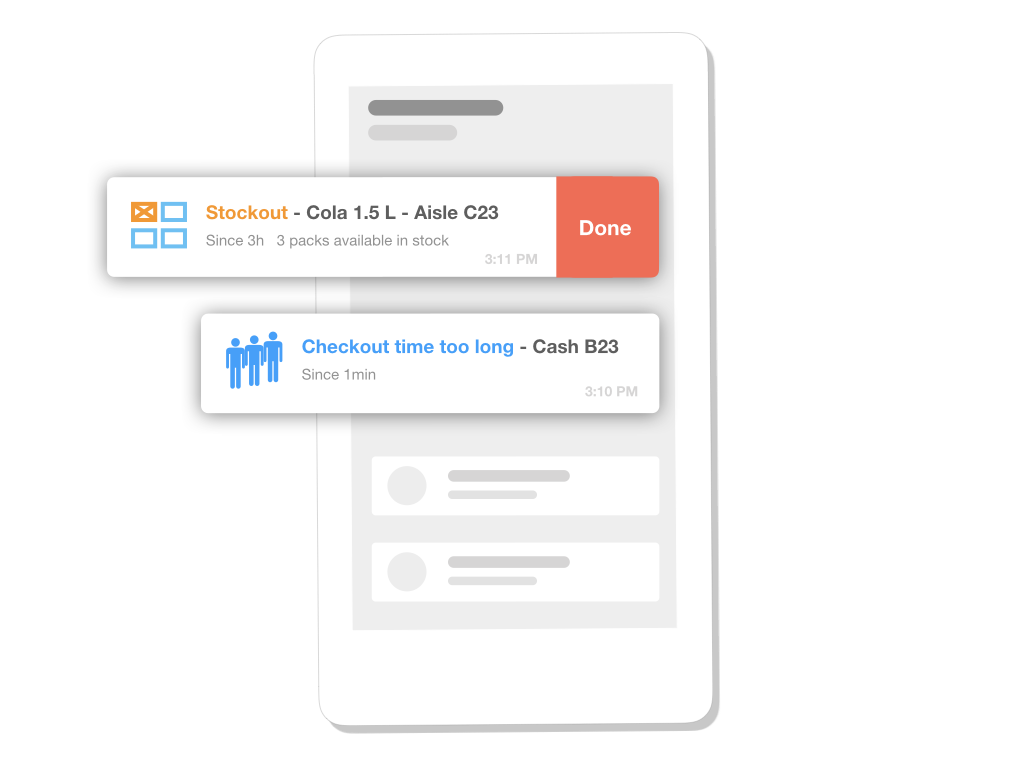 Stockout - Cola 1.5 L - Aisle C23
Since 3h   3 packs available in stock
3:11 PM
Done
Checkout time too long - Cash B23
Since 1min
3:10 PM